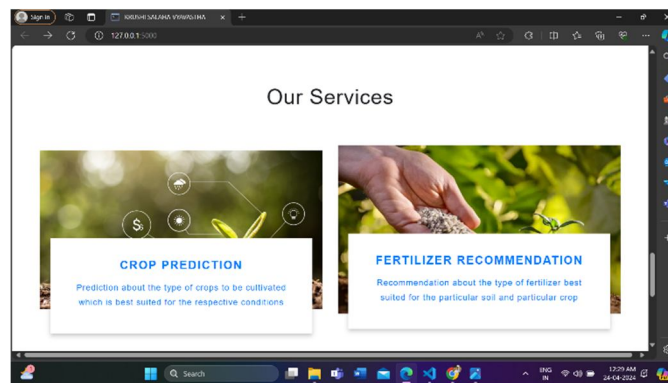 Sign in
KRUSHI SALAHA VYAVASTHA
127.0.0.1:5000
Our Services
CROP PREDICTION
Prediction about the type of crops to be cultivated
which is best suited for the respective conditions
FERTILIZER RECOMMENDATION
Recommendation about the type of fertilizer best
suited for the particular soil and particular crop
Search
ENG
IN
12:29 AM
24-04-2024